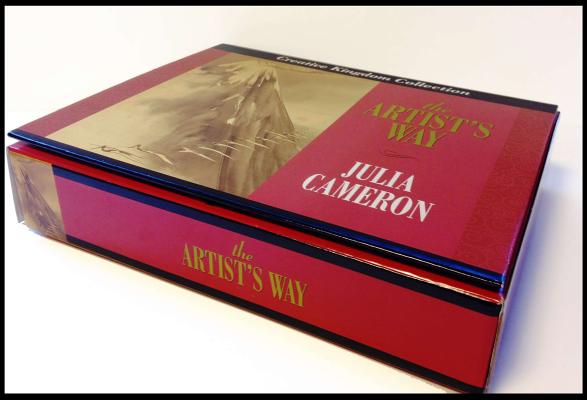 Creative Kingdom Collection
the
ARTIST'S
WAY
JULIA
CAMERON
the
ARTIST'S WAY